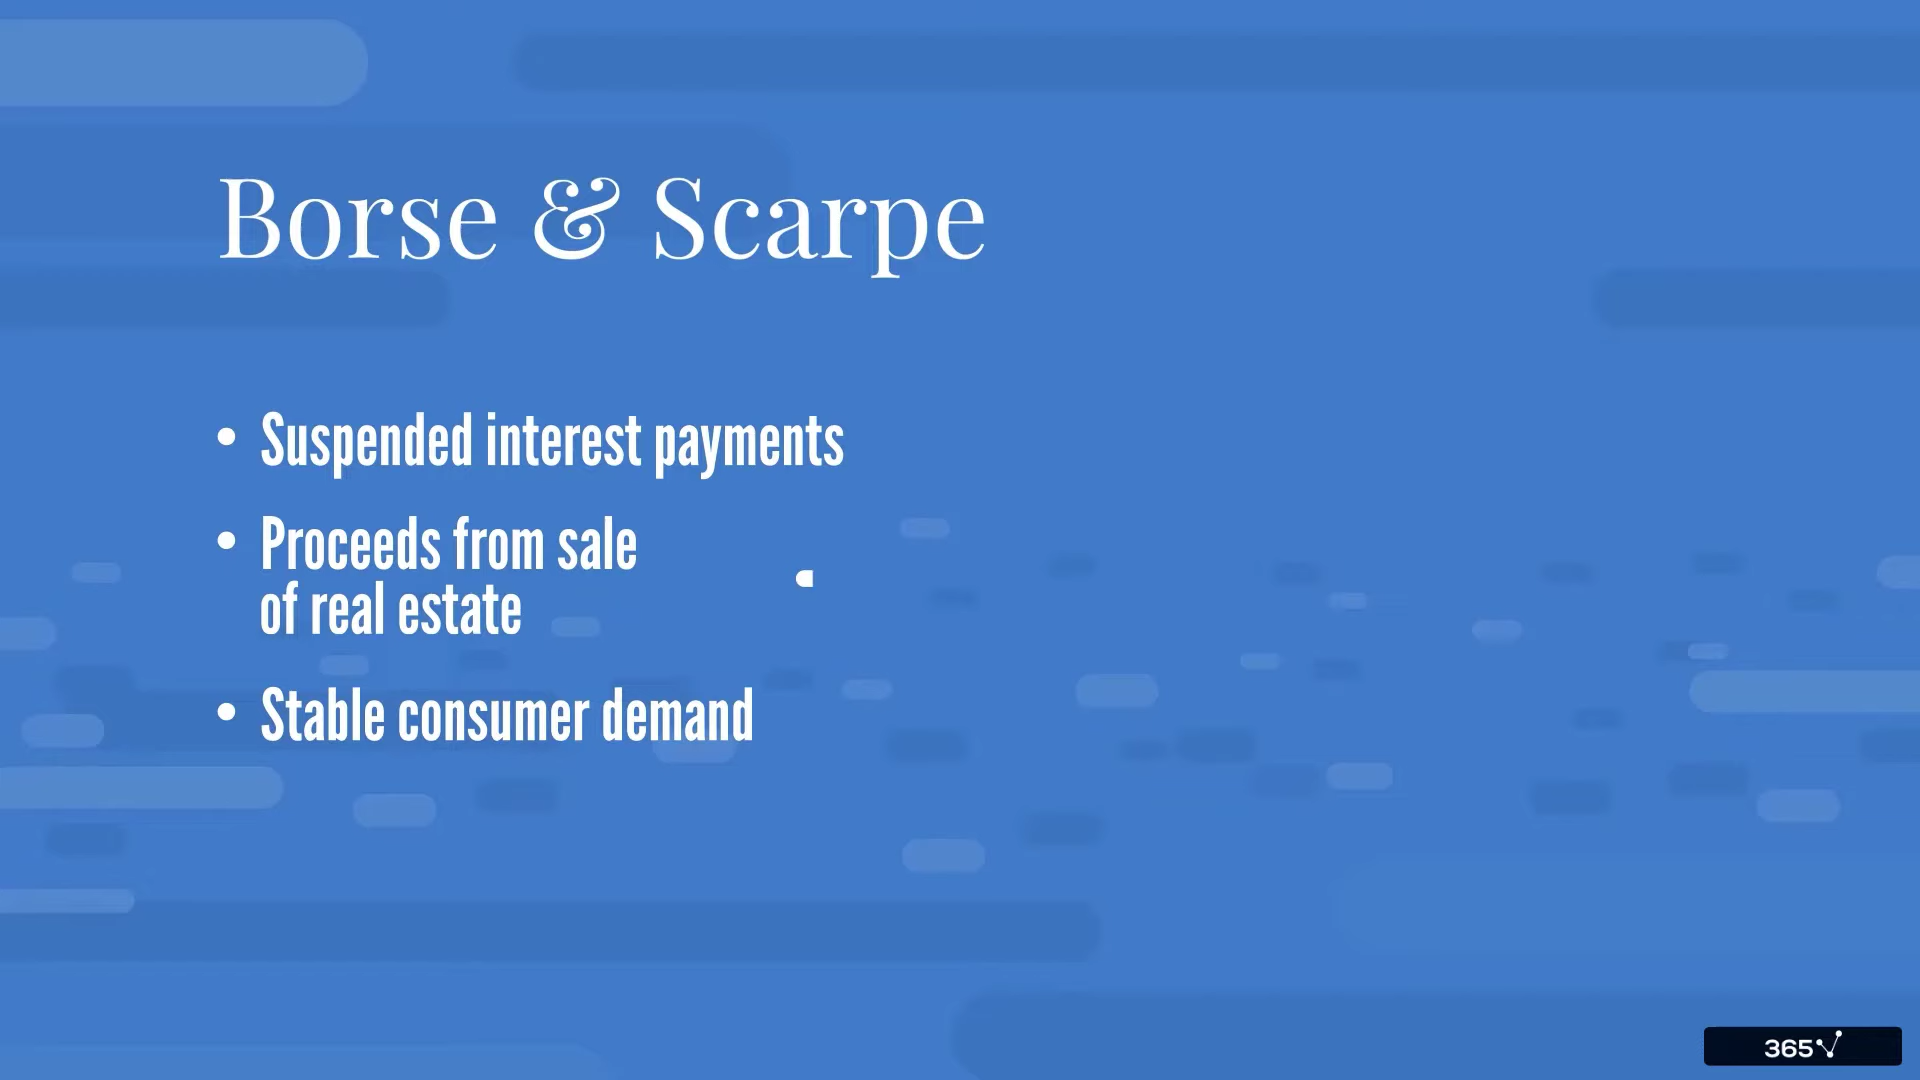 Borse & Scarpe
• Suspended interest payments
• Proceeds from sale
of real estate
• Stable consumer demand
365